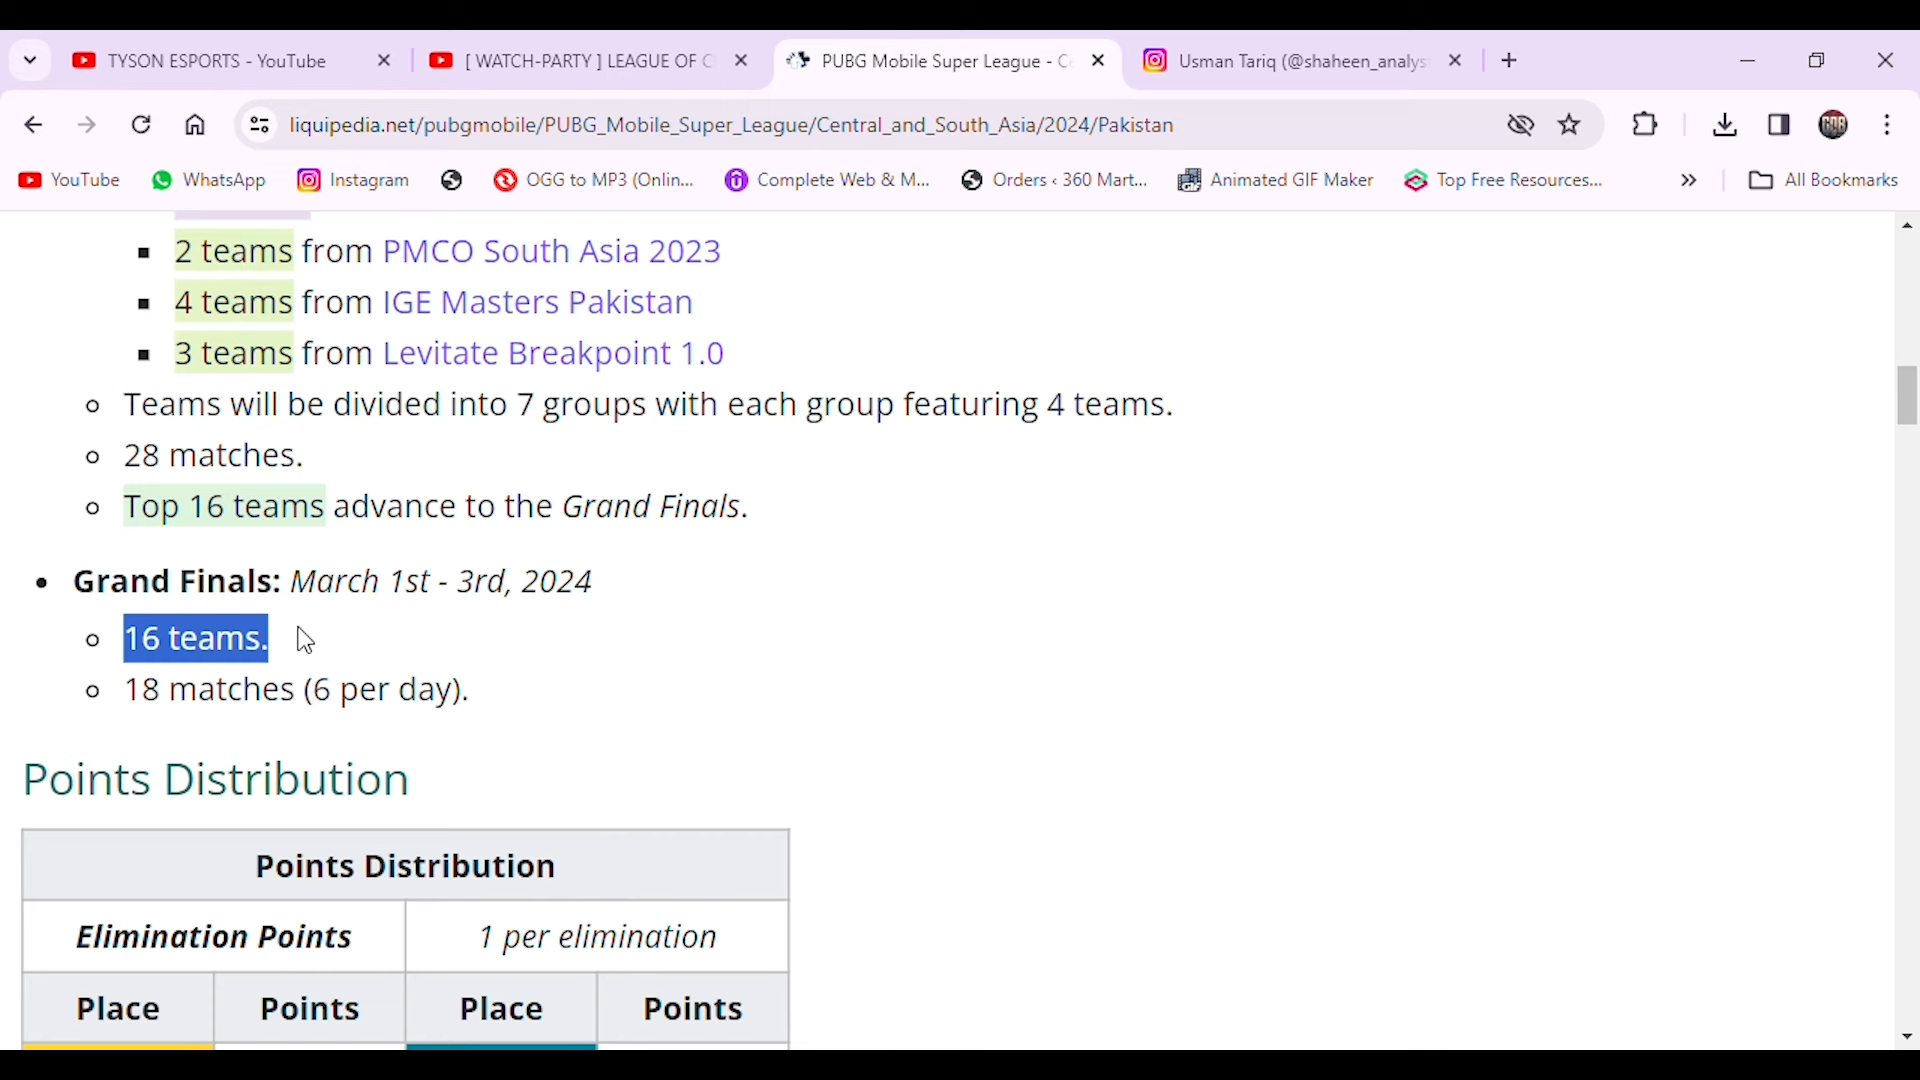 TYSON ESPORTS - YouTube
[ WATCH-PARTY ] LEAGUE OF C
PUBG Mobile Super League - Ce
Usman Tariq (@shaheen_analys
liquipedia.net/pubgmobile/PUBG_Mobile_Super_League/Central_and_South_Asia/2024/Pakistan
YouTube
WhatsApp
Instagram
OGG to MP3 (Onlin...
Complete Web & M...
Orders ‹ 360 Mart...
Animated GIF Maker
Top Free Resources...
»
All Bookmarks
2 teams from PMCO South Asia 2023
4 teams from IGE Masters Pakistan
3 teams from Levitate Breakpoint 1.0
Teams will be divided into 7 groups with each group featuring 4 teams.
28 matches.
Top 16 teams advance to the Grand Finals.
Grand Finals: March 1st - 3rd, 2024
16 teams.
18 matches (6 per day).
Points Distribution
Points Distribution
Elimination Points 1 per elimination
Place Points Place Points